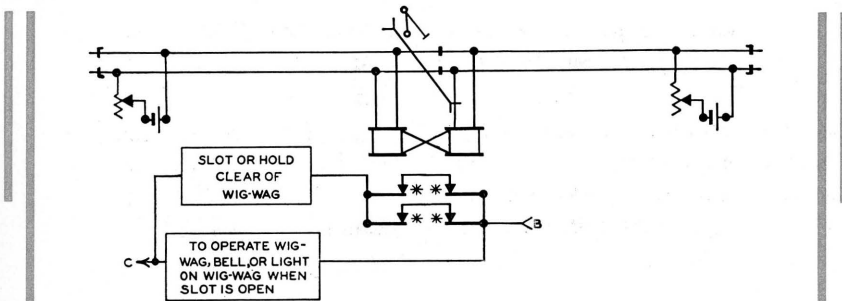 SLOT OR HOLD
CLEAR OF
WIG-WAG
B
C
TO OPERATE WIG-
WAG, BELL, OR LIGHT
ON WIG-WAG WHEN
SLOT IS OPEN